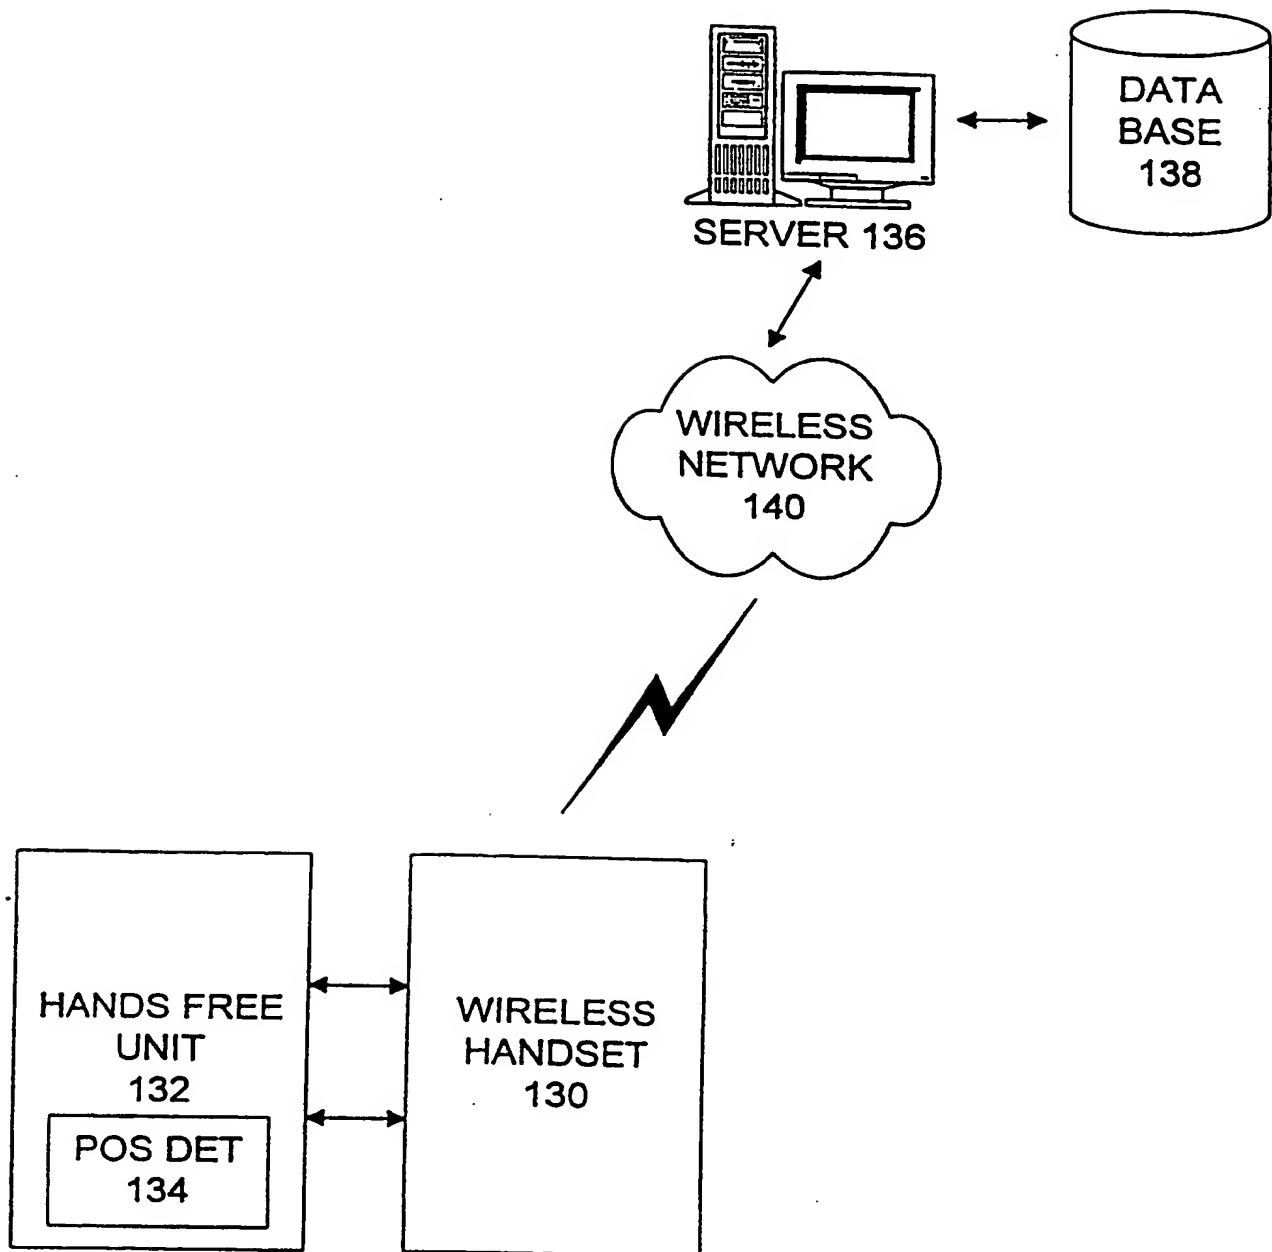 DATA
BASE
138
SERVER 136
WIRELESS
NETWORK
140
HANDS FREE
UNIT
132
POS DET
134
WIRELESS
HANDSET
130